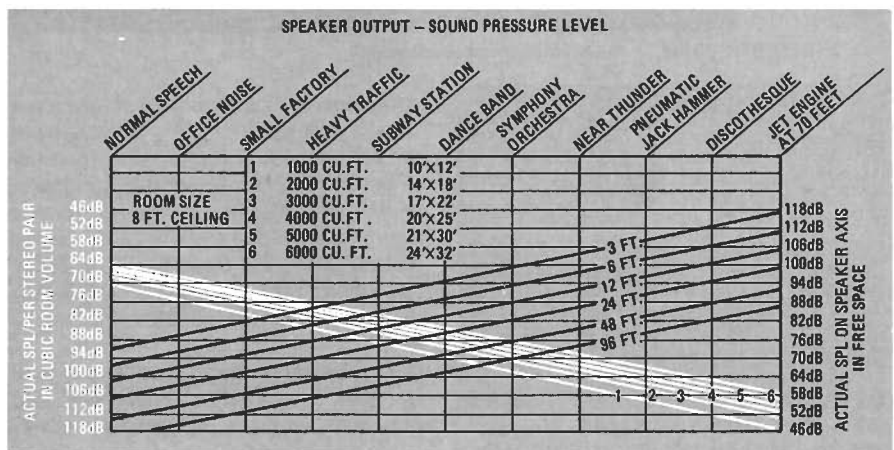 SPEAKER OUTPUT – SOUND PRESSURE LEVEL
NORMAL SPEECH
OFFICE NOISE
SMALL FACTORY
HEAVY TRAFFIC
SUBWAY STATION
DANCE BAND
SYMPHONY
ORCHESTRA
NEAR THUNDER
PNEUMATIC
JACK HAMMER
DISCOTHESQUE
JET ENGINE
AT 70 FEET
ROOM SIZE
8 FT. CEILING
1 1000 CU.FT. 10'×12'
2 2000 CU.FT. 14'×18'
3 3000 CU.FT. 17'×22'
4 4000 CU.FT. 20'×25'
5 5000 CU.FT. 21'×30'
6 6000 CU. FT. 24'×32'
ACTUAL SPL/PER STEREO PAIR
IN CUBIC ROOM VOLUME
46dB
52dB
58dB
64dB
70dB
76dB
82dB
88dB
94dB
100dB
106dB
112dB
118dB
3 FT.
6 FT.
12 FT.
24 FT.
48 FT.
96 FT.
1 2 3 4 5 6
118dB
112dB
106dB
100dB
94dB
88dB
82dB
76dB
70dB
64dB
58dB
52dB
46dB
ACTUAL SPL ON SPEAKER AXIS
IN FREE SPACE